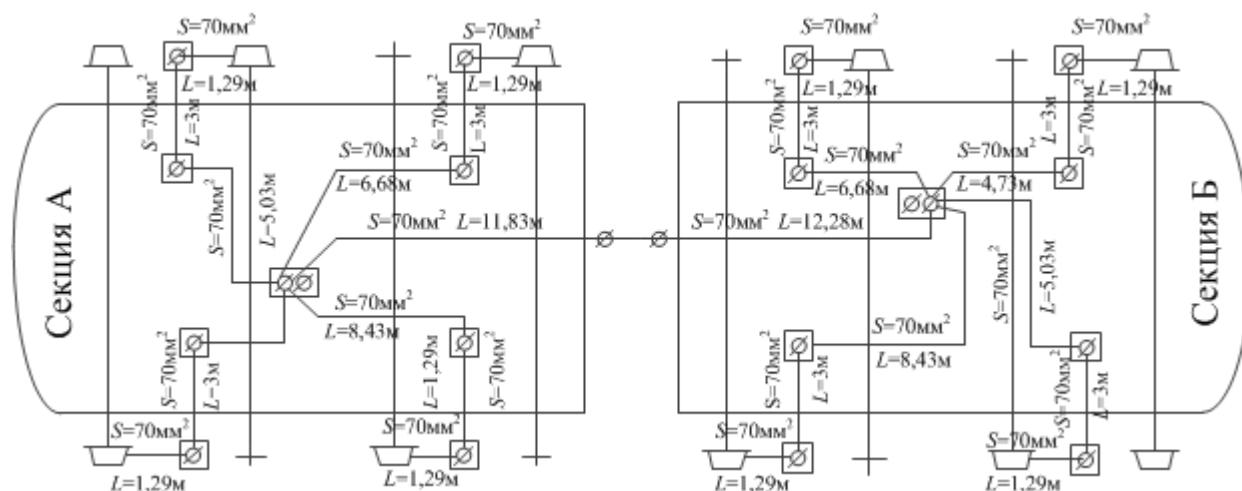 S=70мм²
S=70мм²
S=70мм²
S=70мм²
L=1,29м
L=1,29м
L=1,29м
L=1,29м
S=70мм²
L=3м
S=70мм²
L=3м
S=70мм²
L=3м
L=3м
S=70мм²
S=70мм²
L=6,68м
S=70мм²
L=6,68м
S=70мм²
L=4,73м
S=70мм²
L=5,03м
S=70мм² L=11,83м
S=70мм² L=12,28м
Секция А
Секция Б
S=70мм²
L=5,03м
S=70мм²
L=8,43м
S=70мм²
L=8,43м
S=70мм²
L=3м
L=1,29м
S=70мм²
S=70мм²
L=3м
S=70мм²
L=3м
S=70мм²
S=70мм²
S=70мм²
S=70мм²
L=1,29м
L=1,29м
L=1,29м
L=1,29м